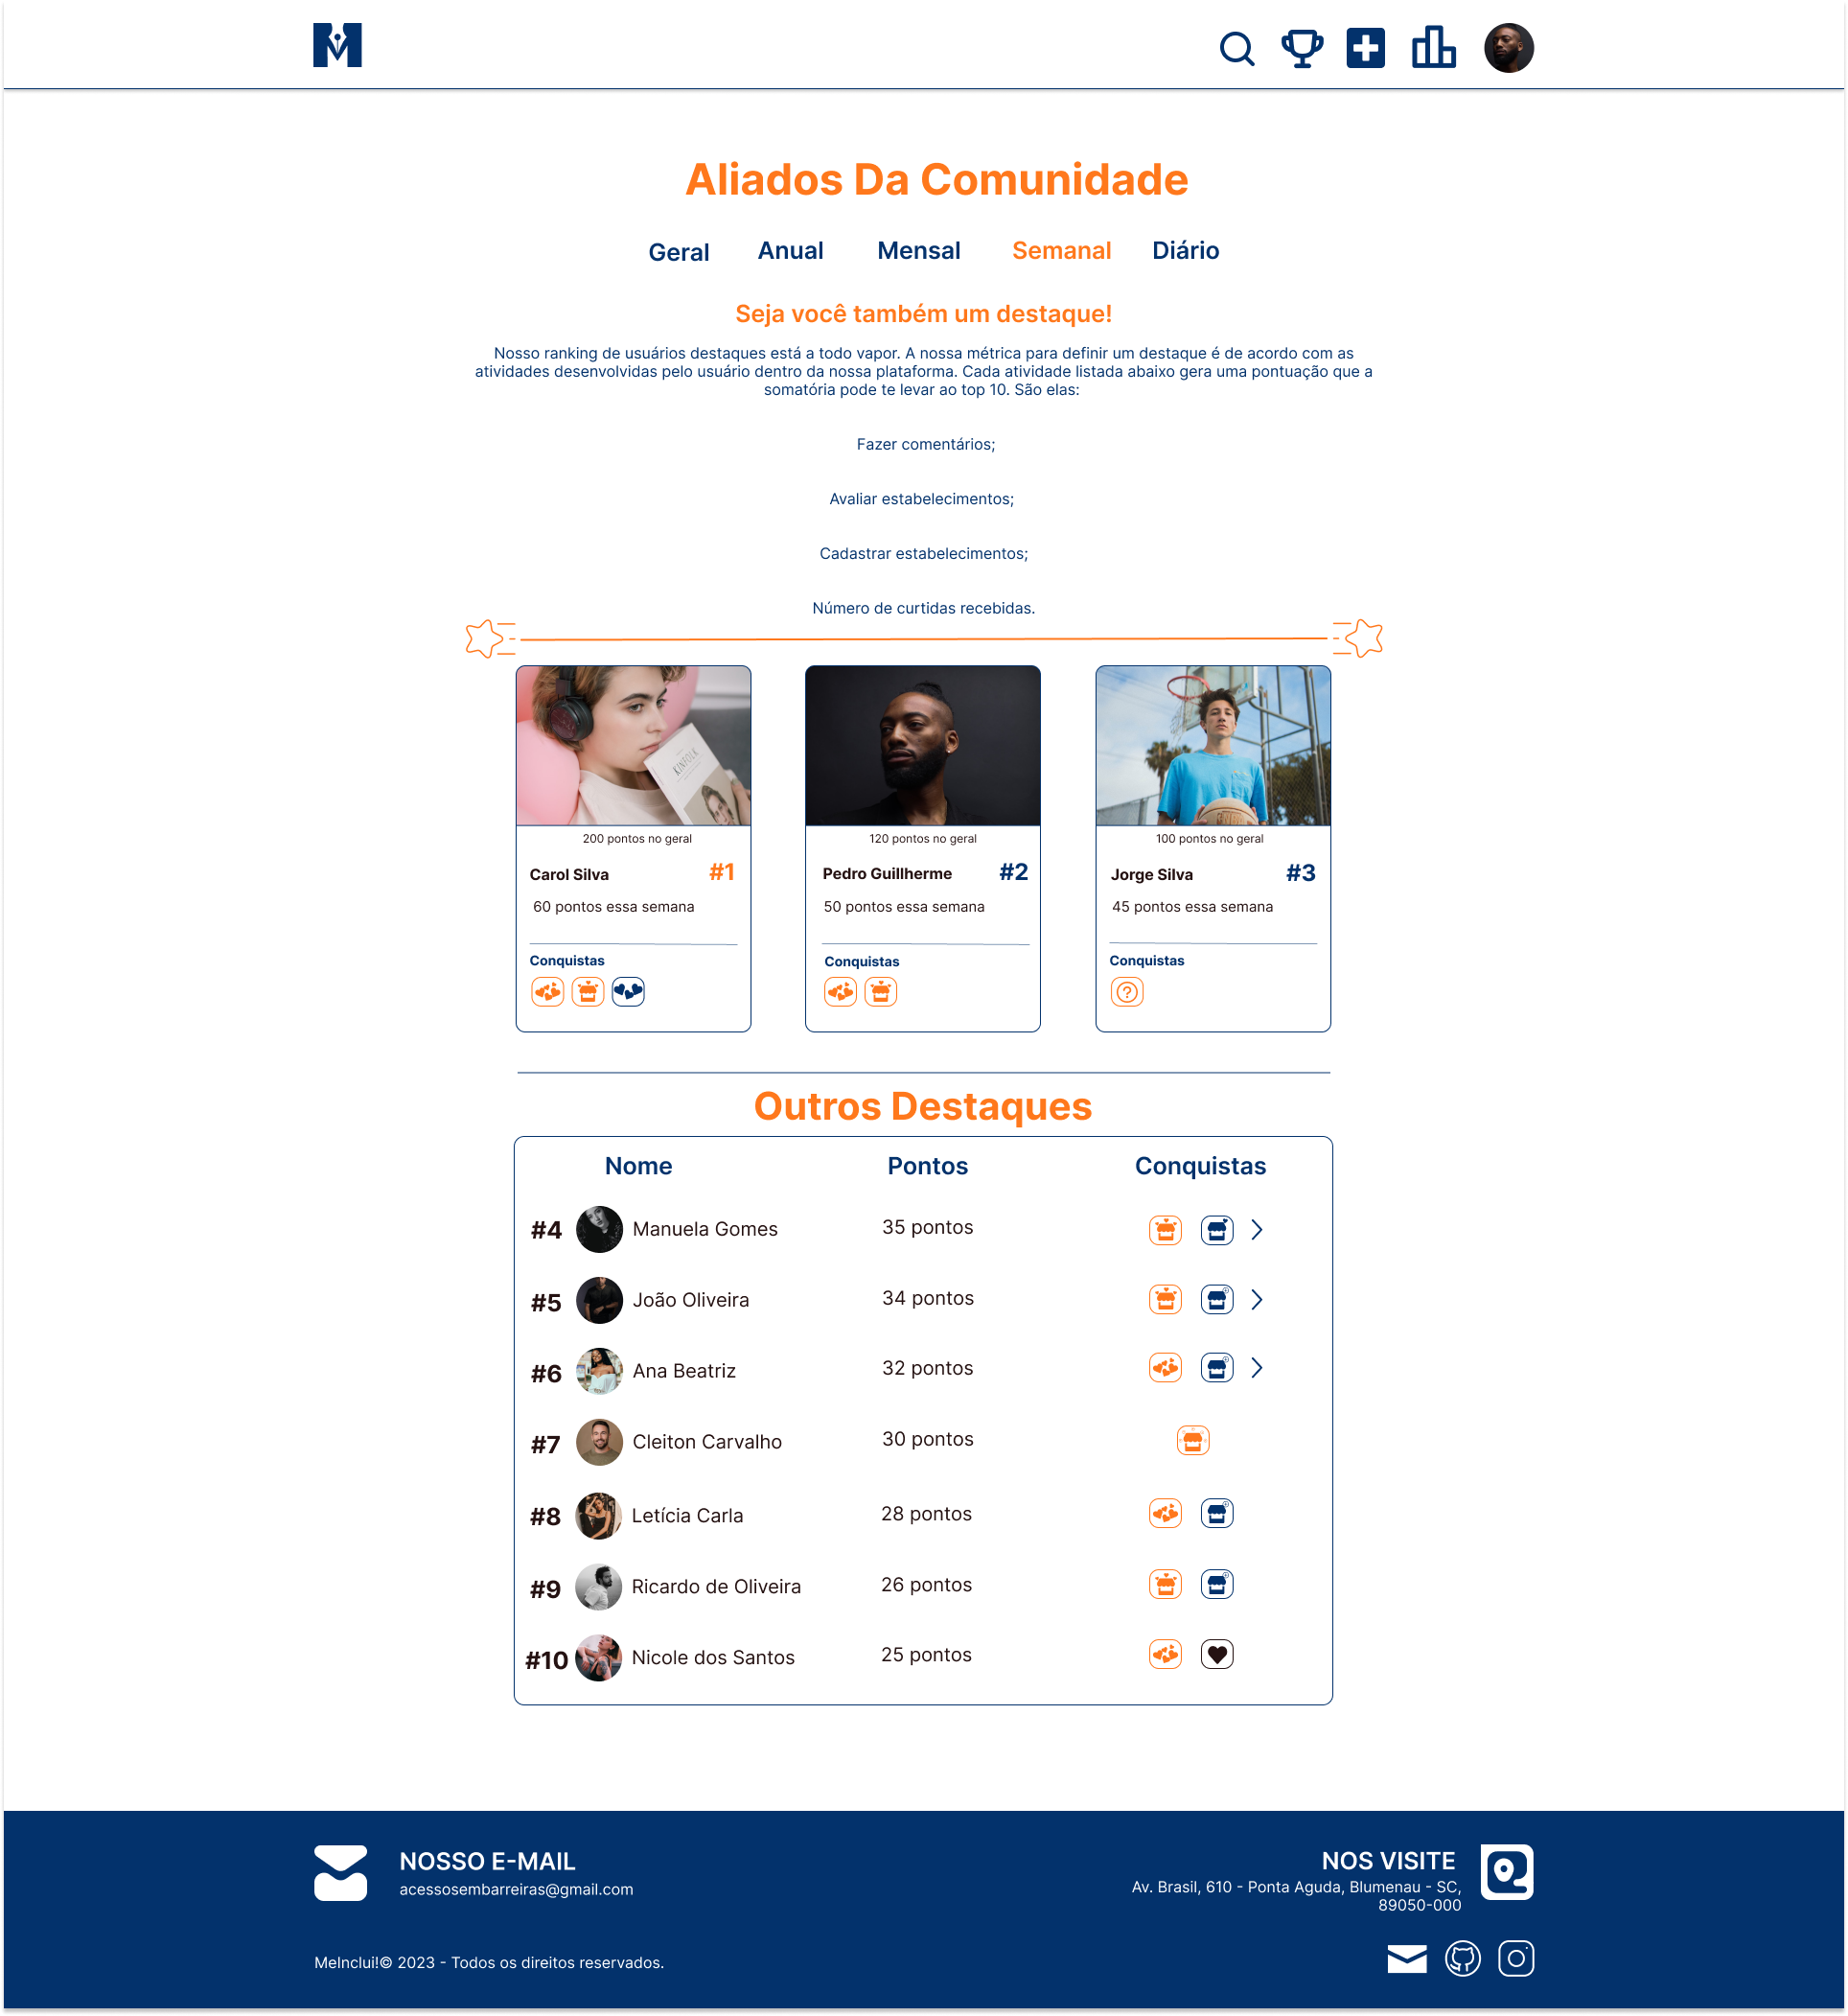 M
Aliados Da Comunidade
Geral
Anual
Mensal
Semanal
Diário
Seja você também um destaque!
Nosso ranking de usuários destaques está a todo vapor. A nossa métrica para definir um destaque é de acordo com as
atividades desenvolvidas pelo usuário dentro da nossa plataforma. Cada atividade listada abaixo gera uma pontuação que a
somatória pode te levar ao top 10. São elas:
Fazer comentários;
Avaliar estabelecimentos;
Cadastrar estabelecimentos;
Número de curtidas recebidas.
KINFOLK
200 pontos no geral
Carol Silva
#1
60 pontos essa semana
Conquistas
120 pontos no geral
Pedro Guillherme
#2
50 pontos essa semana
Conquistas
100 pontos no geral
Jorge Silva
#3
45 pontos essa semana
Conquistas
?
Outros Destaques
Nome
Pontos
Conquistas
#4 Manuela Gomes 35 pontos
#5 João Oliveira 34 pontos
#6 Ana Beatriz 32 pontos
#7 Cleiton Carvalho 30 pontos
#8 Letícia Carla 28 pontos
#9 Ricardo de Oliveira 26 pontos
#10 Nicole dos Santos 25 pontos
NOSSO E-MAIL
acessosembarreiras@gmail.com
NOS VISITE
Av. Brasil, 610 - Ponta Aguda, Blumenau - SC,
89050-000
MeInclui!© 2023 - Todos os direitos reservados.